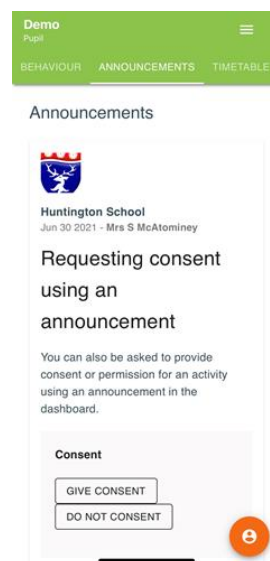 Demo
Pupil
BEHAVIOUR ANNOUNCEMENTS TIMETABLE
Announcements
Huntington School
Jun 30 2021 - Mrs S McAtominey
Requesting consent
using an
announcement
You can also be asked to provide
consent or permission for an activity
using an announcement in the
dashboard.
Consent
GIVE CONSENT
DO NOT CONSENT